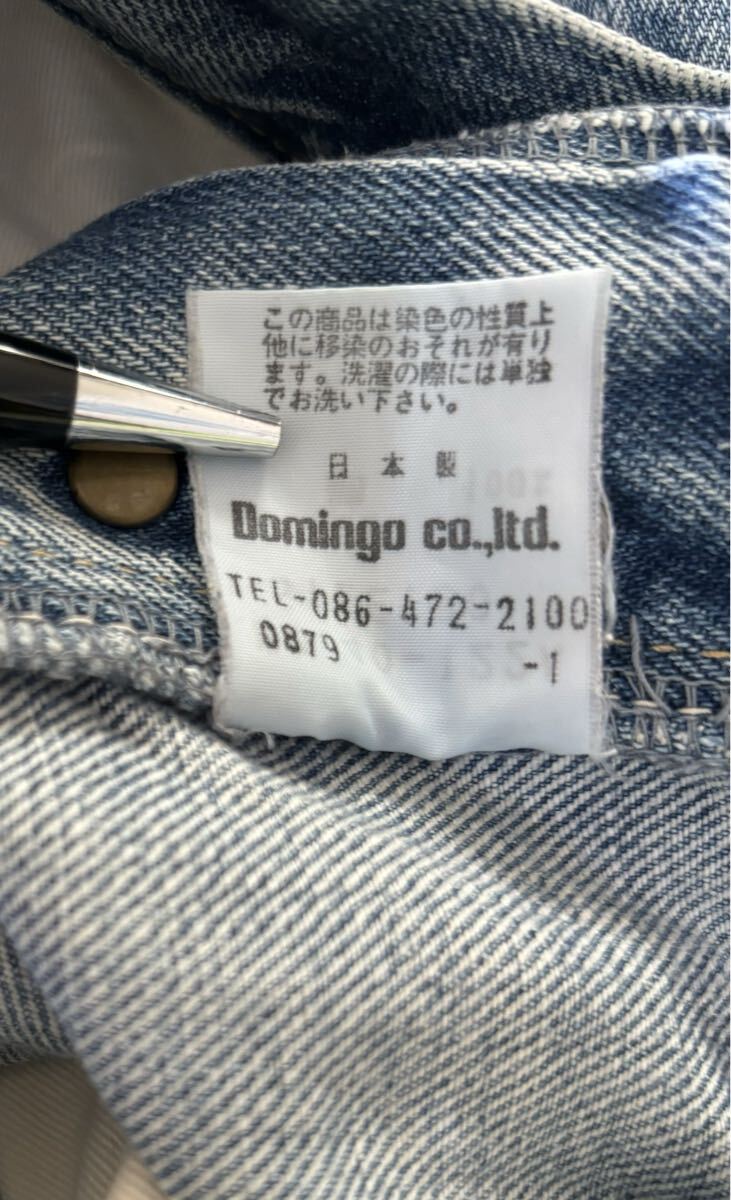 この商品は染色の性質上
他に移染のおそれが有り
ます。洗濯の際には単独
でお洗い下さい。
日本製
Domingo co.,ltd.
TEL-086-472-2100
0879 -1